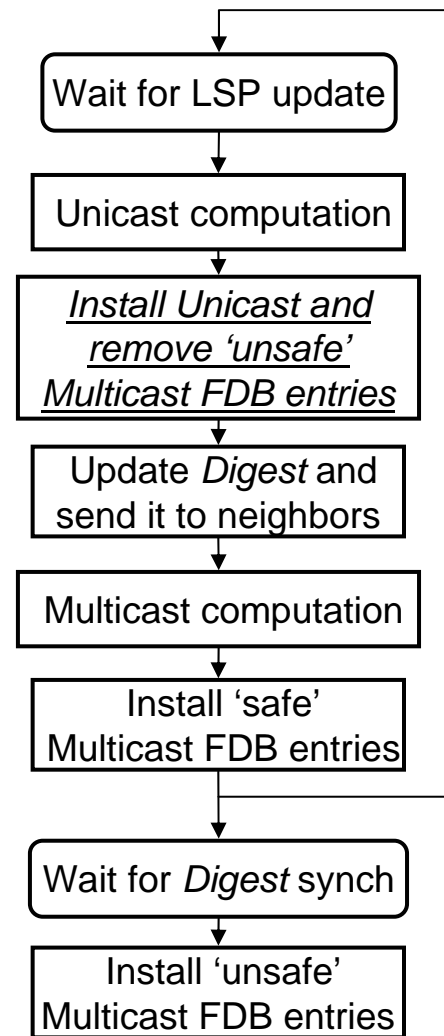 Wait for LSP update
Unicast computation
Install Unicast and
remove ‘unsafe’
Multicast FDB entries
Update Digest and
send it to neighbors
Multicast computation
Install ‘safe’
Multicast FDB entries
Wait for Digest synch
Install ‘unsafe’
Multicast FDB entries